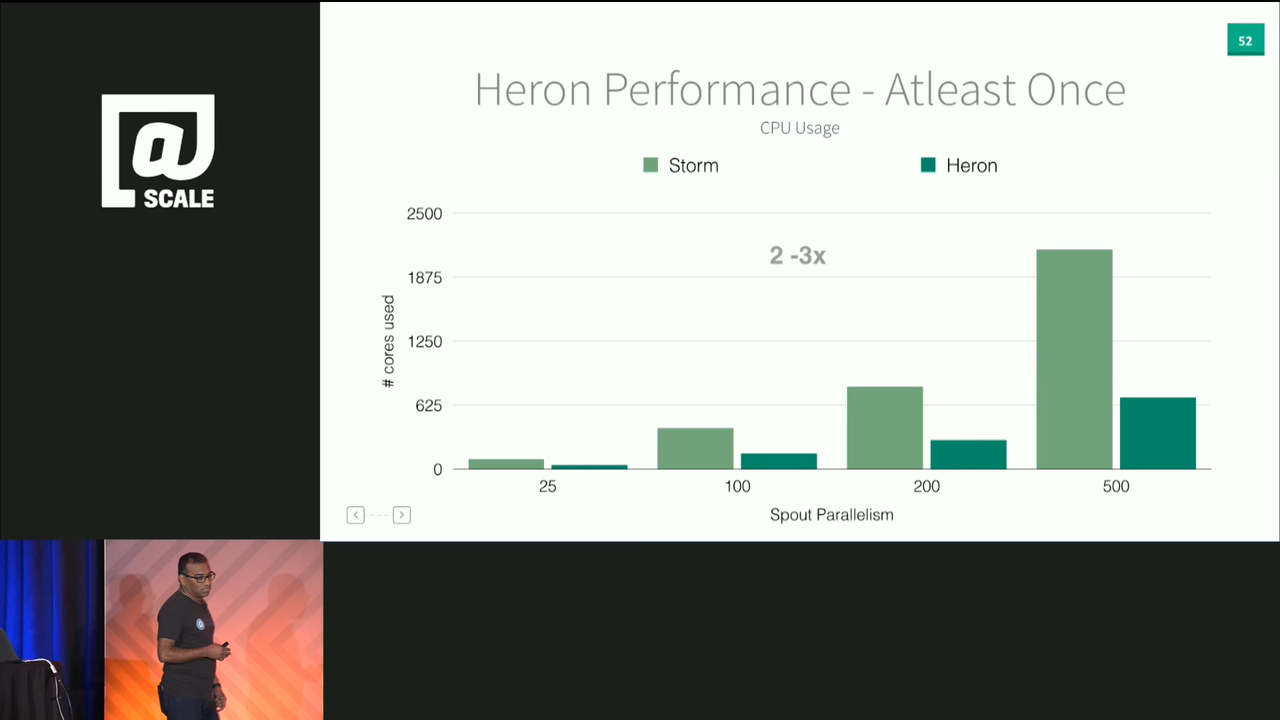 @
SCALE
52
Heron Performance - Atleast Once
CPU Usage
Storm
Heron
2500
2 -3x
1875
1250
625
0
# cores used
25
100
200
500
Spout Parallelism